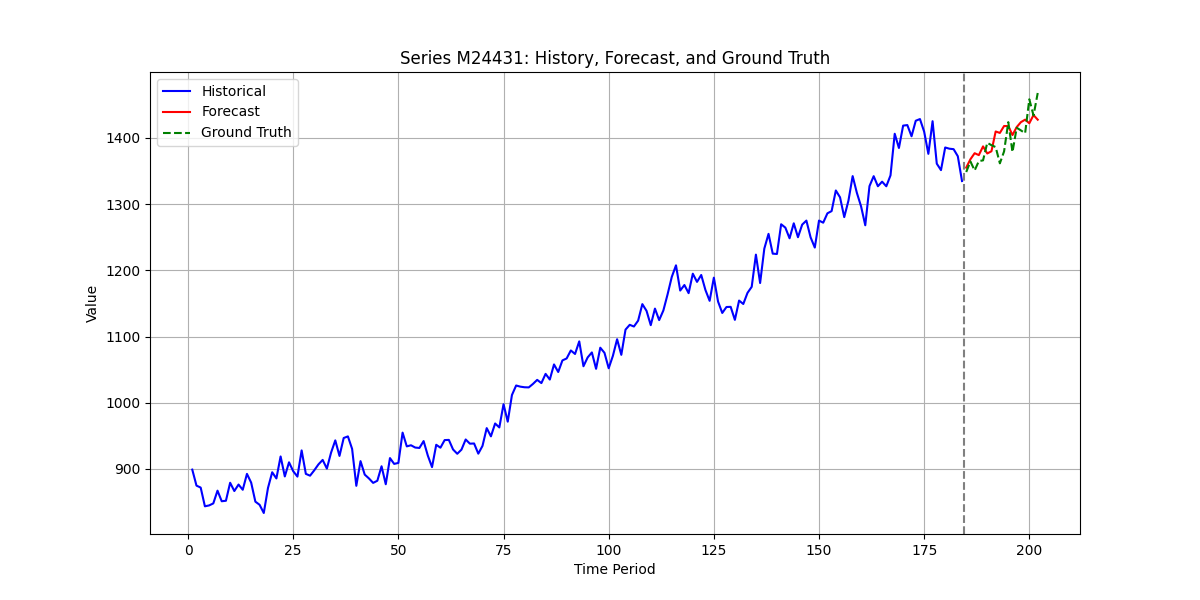 Series M24431: History, Forecast, and Ground Truth
Historical
Forecast
Ground Truth
Value
1400
1300
1200
1100
1000
900
0 25 50 75 100 125 150 175 200
Time Period